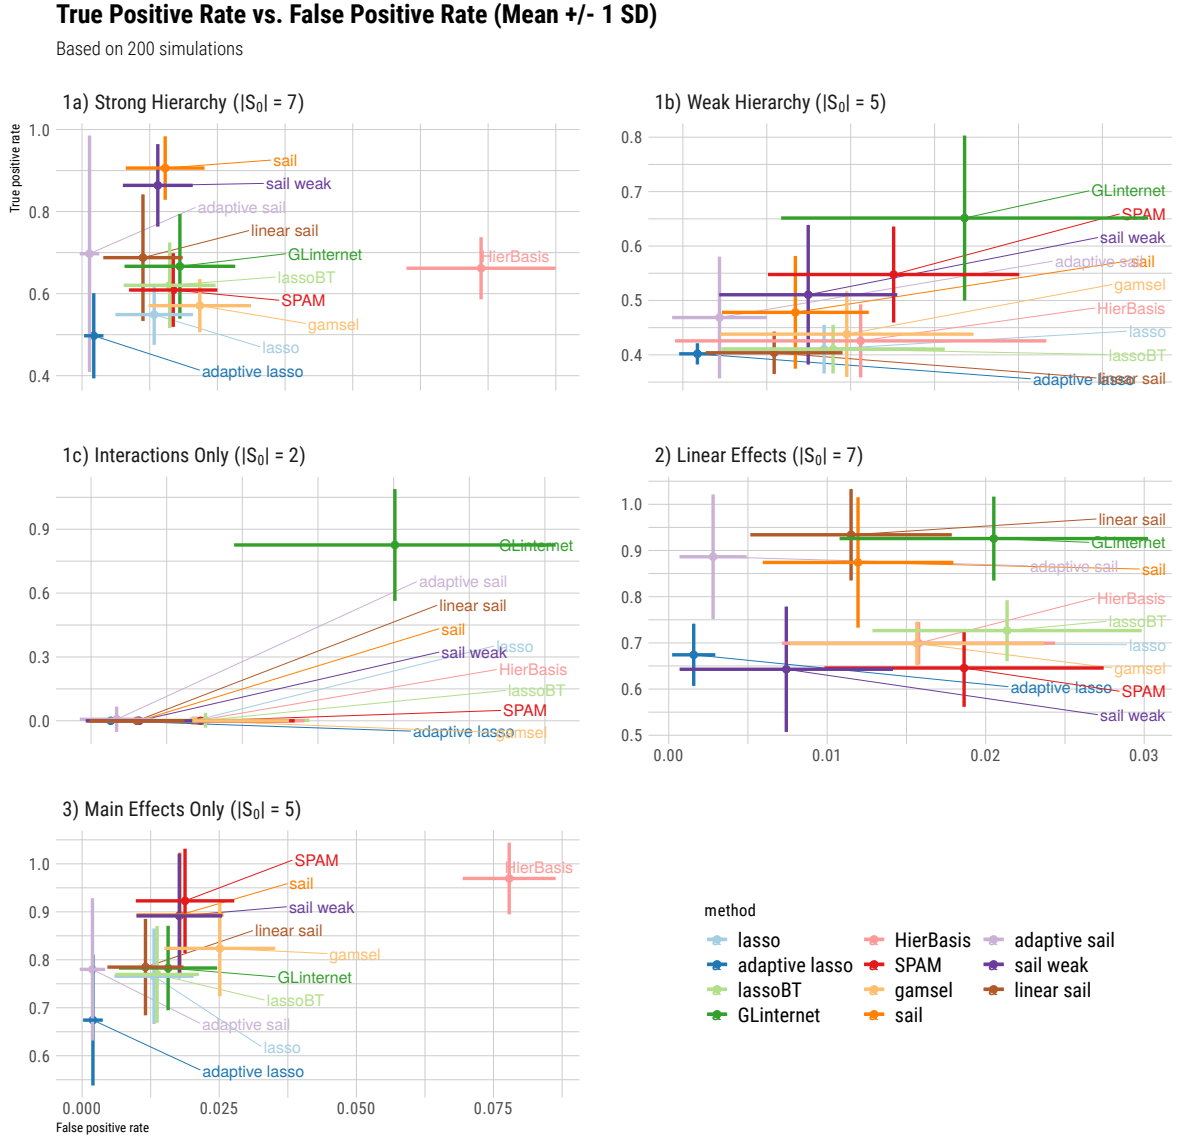 True Positive Rate vs. False Positive Rate (Mean +/- 1 SD)
Based on 200 simulations
1a) Strong Hierarchy (|S₀| = 7)
True positive rate
1.0
0.8
0.6
0.4
sail
sail weak
adaptive sail
linear sail
GLinternet
HierBasis
lassoBT
SPAM
gamsel
lasso
adaptive lasso
1b) Weak Hierarchy (|S₀| = 5)
0.8
0.7
0.6
0.5
0.4
GLinternet
SPAM
sail weak
adaptive sail
sail
gamsel
HierBasis
lasso
lassoBT
adaptive lasso
linear sail
1c) Interactions Only (|S₀| = 2)
0.9
0.6
0.3
0.0
GLinternet
adaptive sail
linear sail
sail
lasso
sail weak
HierBasis
lassoBT
SPAM
adaptive lasso
gamsel
2) Linear Effects (|S₀| = 7)
1.0
0.9
0.8
0.7
0.6
0.5
linear sail
GLinternet
adaptive sail
sail
HierBasis
lassoBT
lasso
gamsel
adaptive lasso
SPAM
sail weak
0.00 0.01 0.02 0.03
3) Main Effects Only (|S₀| = 5)
1.0
0.9
0.8
0.7
0.6
SPAM
HierBasis
sail
sail weak
linear sail
gamsel
GLinternet
lassoBT
adaptive sail
lasso
adaptive lasso
0.000 0.025 0.050 0.075
False positive rate
method
lasso HierBasis adaptive sail
adaptive lasso SPAM sail weak
lassoBT gamsel linear sail
GLinternet sail